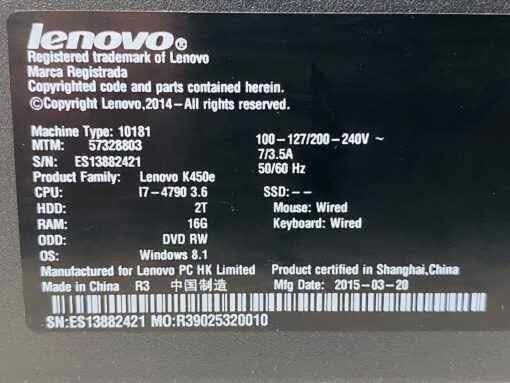 lenovo®
Registered trademark of Lenovo
Marca Registrada
Copyrighted code and parts contained herein.
©Copyright Lenovo,2014-All rights reserved.
Machine Type: 10181 100-127/200-240V ~
MTM: 57328803 7/3.5A
S/N: ES13882421 50/60 Hz
Product Family: Lenovo K450e
CPU: I7-4790 3.6 SSD: --
HDD: 2T Mouse: Wired
RAM: 16G Keyboard: Wired
ODD: DVD RW
OS: Windows 8.1
Manufactured for Lenovo PC HK Limited Product certified in Shanghai,China
Made in China R3 中国制造 Mfg Date: 2015-03-20
SN:ES13882421 MO:R39025320010